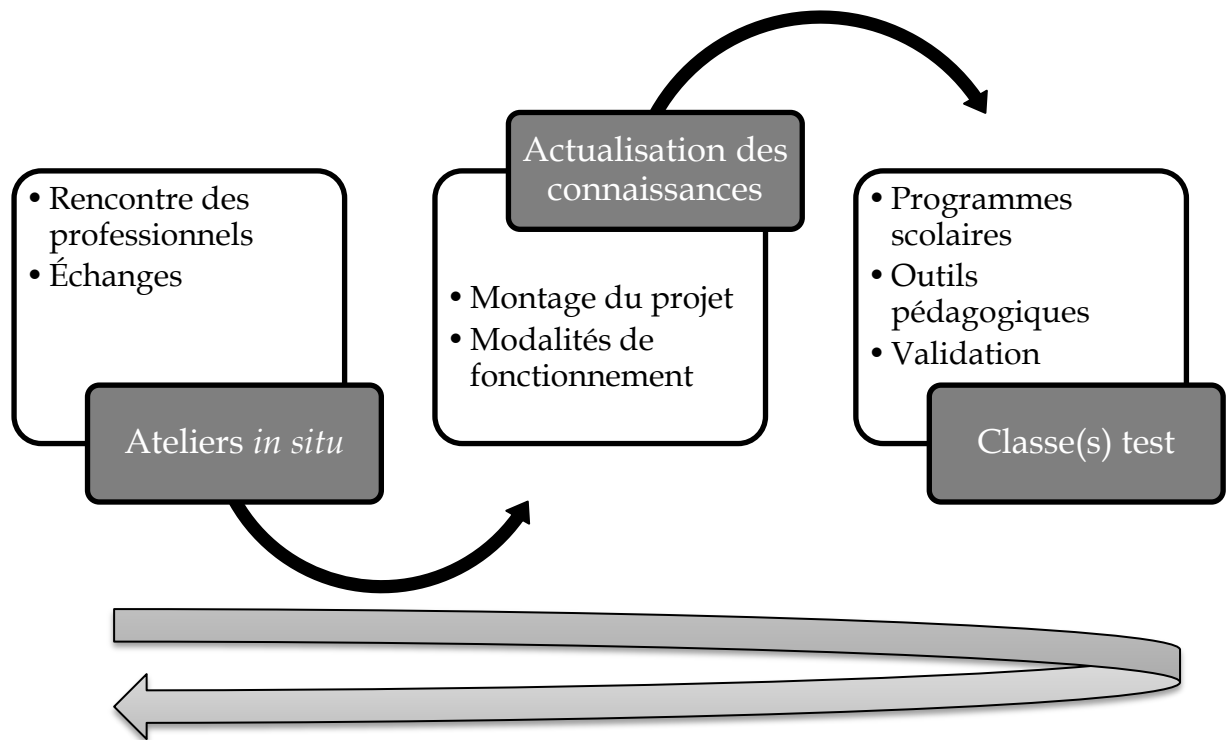 • Rencontre des
professionnels
• Échanges
Ateliers in situ
Actualisation des
connaissances
• Montage du projet
• Modalités de
fonctionnement
• Programmes
scolaires
• Outils
pédagogiques
• Validation
Classe(s) test